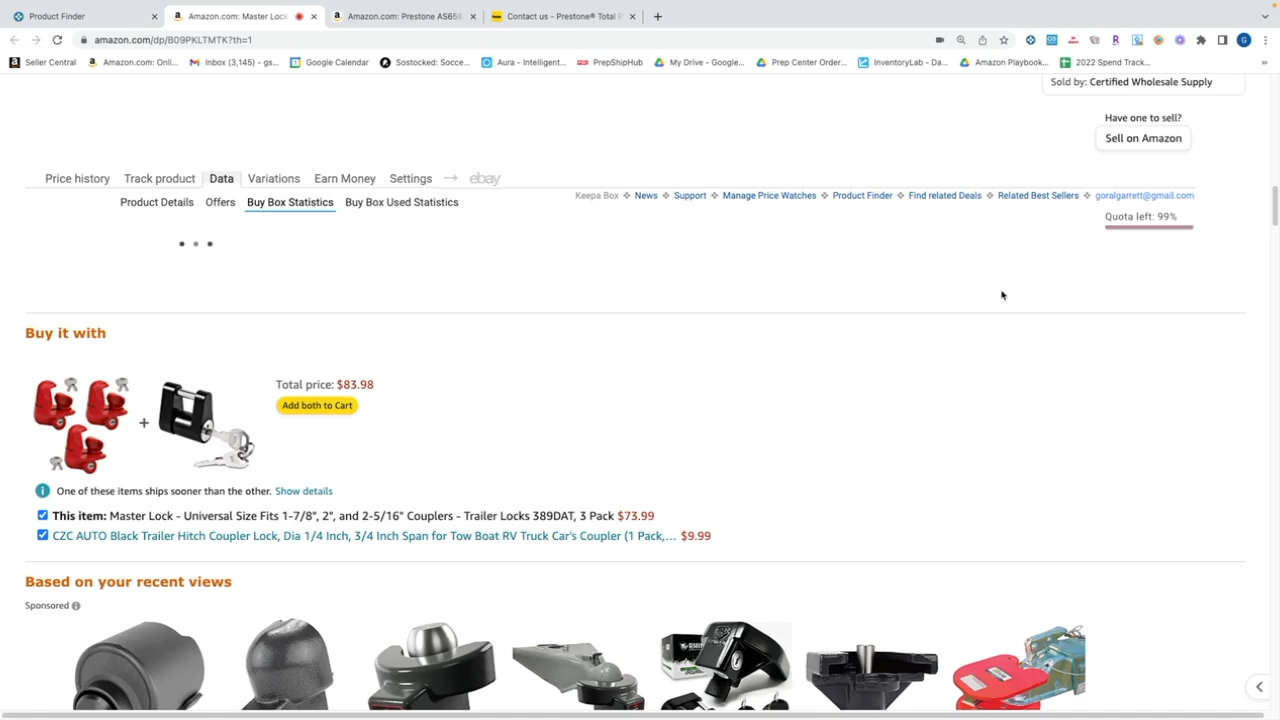 Product Finder
Amazon.com: Master Lock
Amazon.com: Prestone AS658
Contact us - Prestone® Total F
amazon.com/dp/B09PKLTMTK?th=1
Seller Central
Amazon.com: Onli...
Inbox (3,145) - gs...
Google Calendar
Sostocked: Socce...
Aura - Intelligent...
PrepShipHub
My Drive - Google...
Prep Center Order...
InventoryLab - Da...
Amazon Playbook...
2022 Spend Track...
Sold by: Certified Wholesale Supply
Have one to sell?
Sell on Amazon
Price history Track product Data Variations Earn Money Settings → ebay
Keepa Box News Support Manage Price Watches Product Finder Find related Deals Related Best Sellers goralgarrett@gmail.com
Product Details Offers Buy Box Statistics Buy Box Used Statistics
Quota left: 99%
Buy it with
Total price: $83.98
Add both to Cart
+
One of these items ships sooner than the other. Show details
This item: Master Lock - Universal Size Fits 1-7/8", 2", and 2-5/16" Couplers - Trailer Locks 389DAT, 3 Pack $73.99
CZC AUTO Black Trailer Hitch Coupler Lock, Dia 1/4 Inch, 3/4 Inch Span for Tow Boat RV Truck Car's Coupler (1 Pack,... $9.99
Based on your recent views
Sponsored